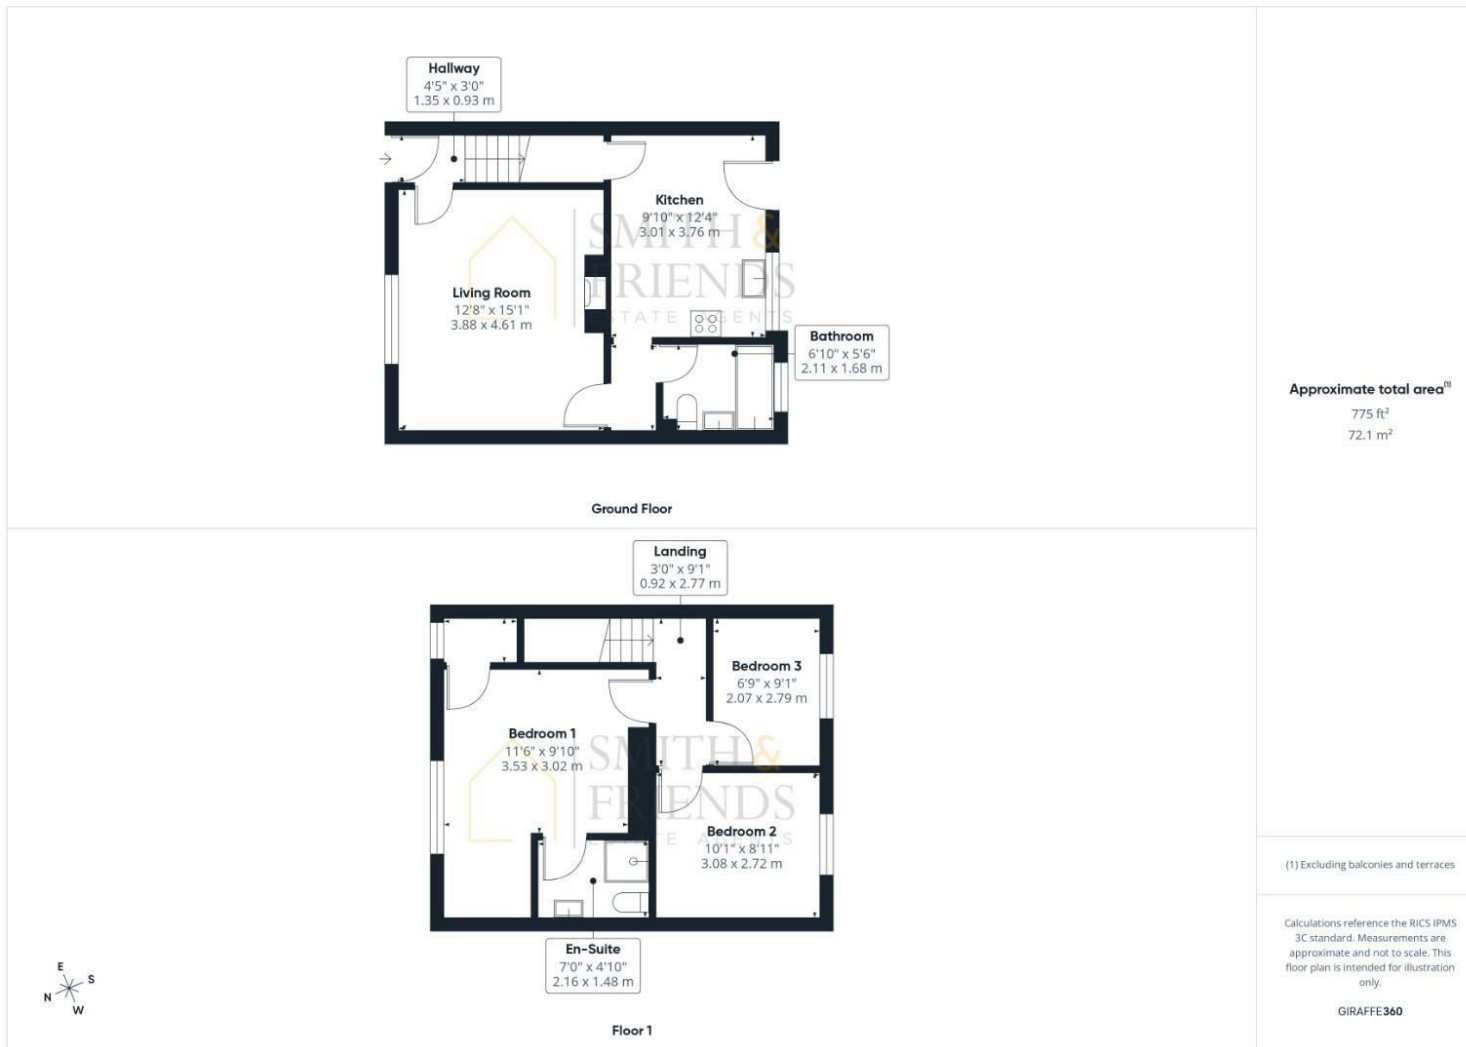 Hallway
4'5" x 3'0"
1.35 x 0.93 m
Kitchen
9'10" x 12'4"
3.01 x 3.76 m
Living Room
12'8" x 15'1"
3.88 x 4.61 m
SMITH &
FRIENDS
ESTATE AGENTS
Bathroom
6'10" x 5'6"
2.11 x 1.68 m
Ground Floor
Landing
3'0" x 9'1"
0.92 x 2.77 m
Bedroom 3
6'9" x 9'1"
2.07 x 2.79 m
Bedroom 1
11'6" x 9'10"
3.53 x 3.02 m
SMITH &
FRIENDS
ESTATE AGENTS
Bedroom 2
10'1" x 8'11"
3.08 x 2.72 m
En-Suite
7'0" x 4'10"
2.16 x 1.48 m
Floor 1
E
S
N
W
Approximate total area(1)
775 ft²
72.1 m²
(1) Excluding balconies and terraces
Calculations reference the RICS IPMS
3C standard. Measurements are
approximate and not to scale. This
floor plan is intended for illustration
only.
GIRAFFE360